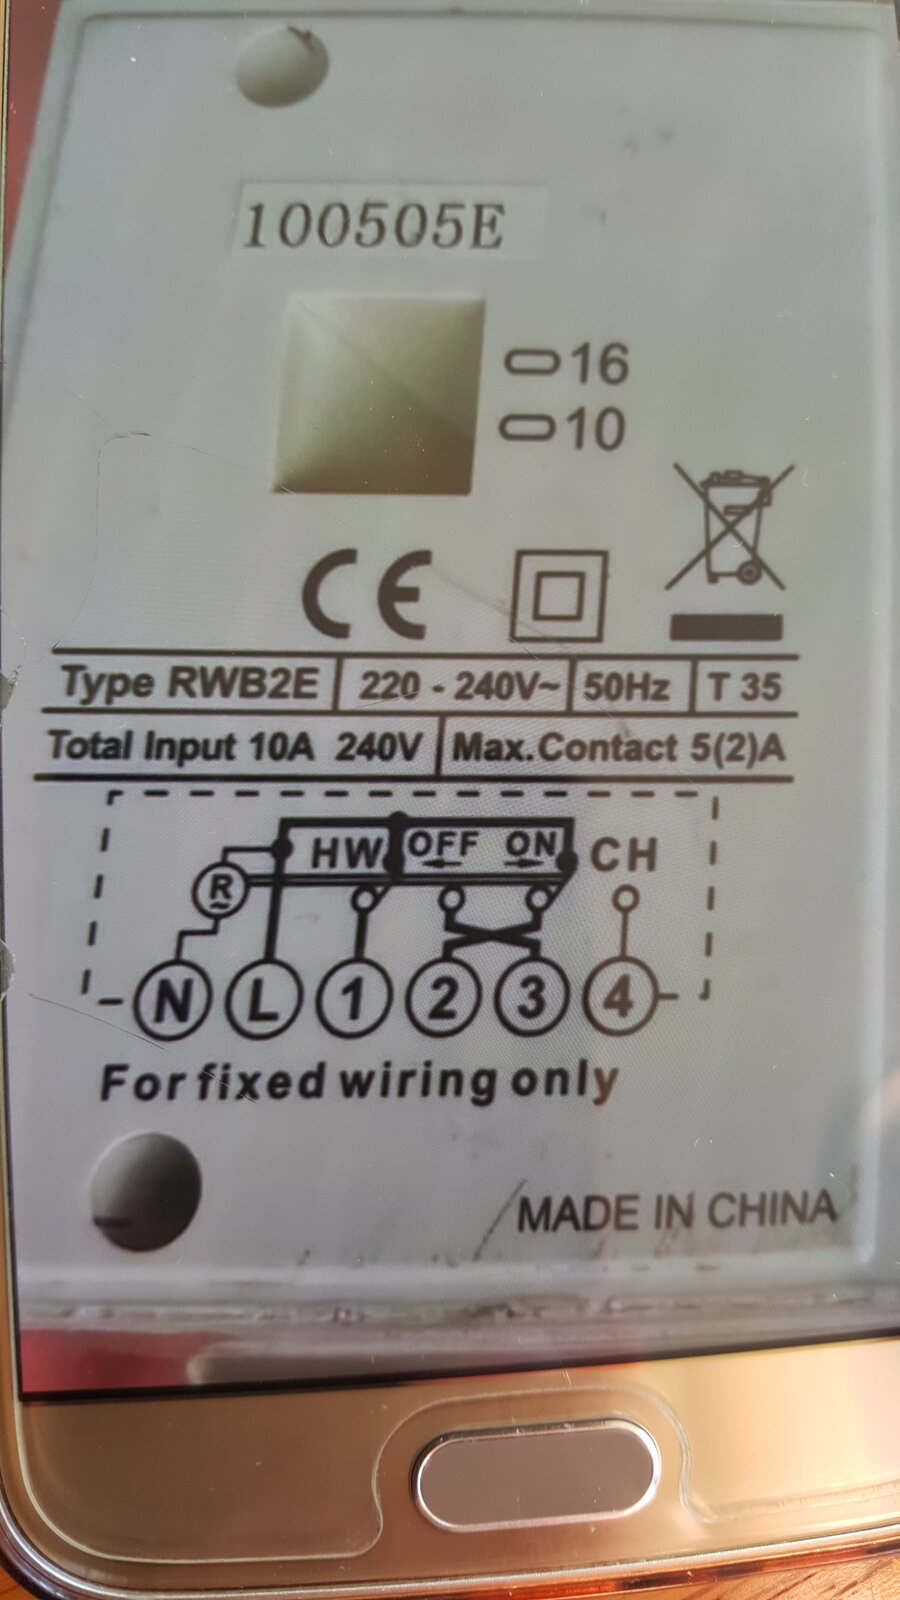 100505E
16
10
CE
Type RWB2E 220 - 240V~ 50Hz T 35
Total Input 10A 240V Max.Contact 5(2)A
HW OFF ON CH
R
~
N L 1 2 3 4
For fixed wiring only
MADE IN CHINA